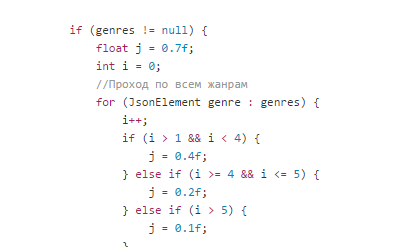 if (genres != null) {
float j = 0.7f;
int i = 0;
//Проход по всем жанрам
for (JsonElement genre : genres) {
i++;
if (i > 1 && i < 4) {
j = 0.4f;
} else if (i >= 4 && i <= 5) {
j = 0.2f;
} else if (i > 5) {
j = 0.1f;